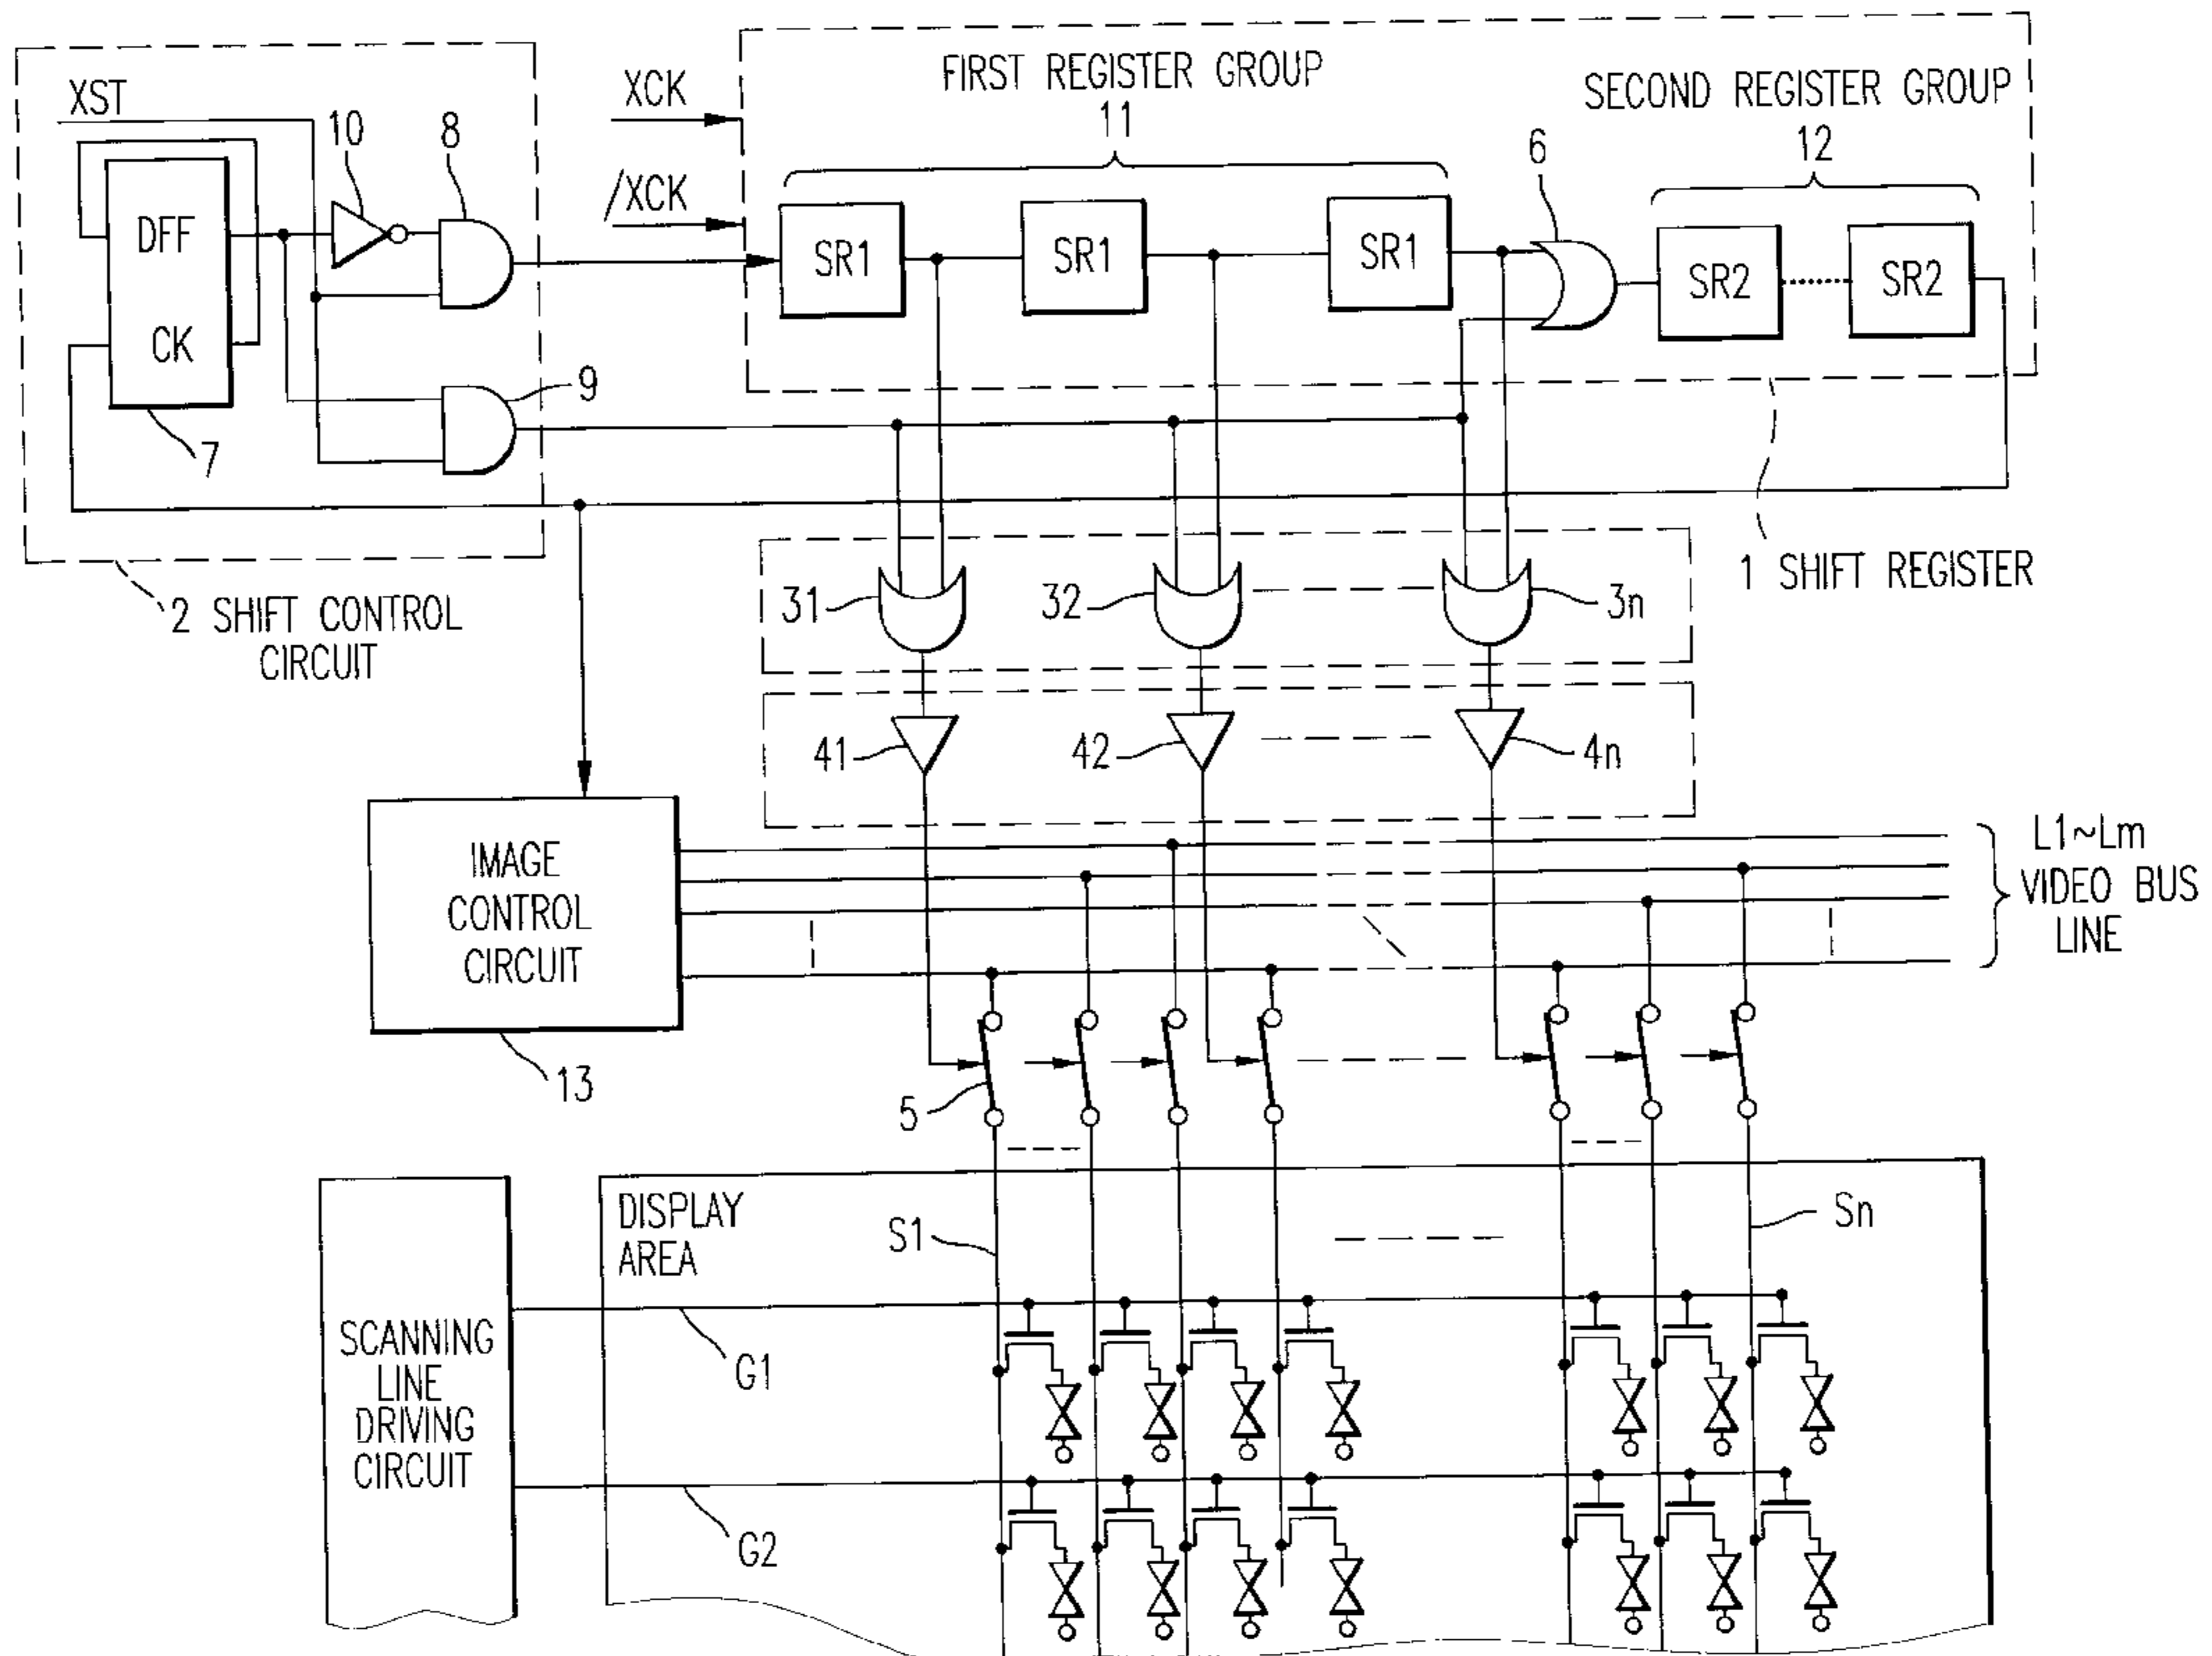 XST
10
8
DFF
CK
7
9
2 SHIFT CONTROL
CIRCUIT
XCK
/XCK
FIRST REGISTER GROUP
11
SECOND REGISTER GROUP
12
6
SR1
SR1
SR1
SR2
SR2
1 SHIFT REGISTER
31
32
3n
41
42
4n
IMAGE
CONTROL
CIRCUIT
13
L1~Lm
VIDEO BUS
LINE
5
SCANNING
LINE
DRIVING
CIRCUIT
DISPLAY
AREA
S1
Sn
G1
G2